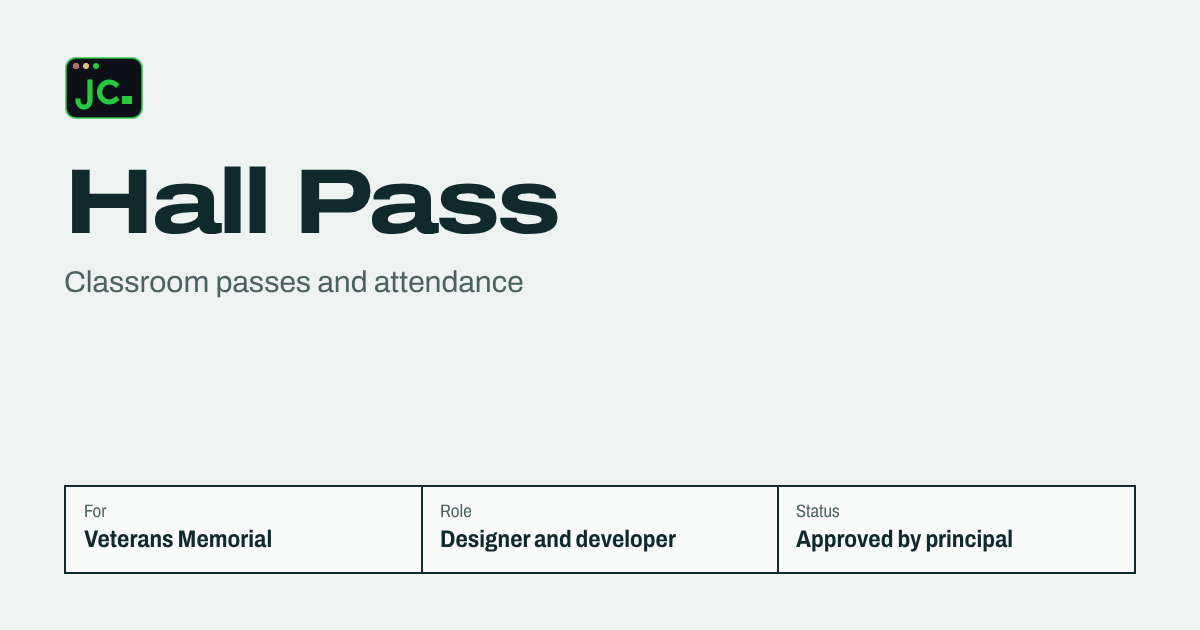 JC.
Hall Pass
Classroom passes and attendance
For
Veterans Memorial
Role
Designer and developer
Status
Approved by principal